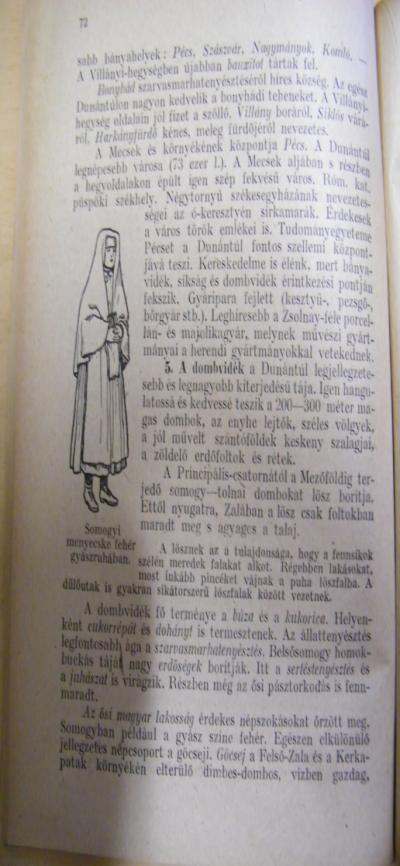 72
sabb bányahelyek: Pécs, Szászvár, Nagymányok, Komló, —
A Villányi-hegységben újabban bauxitot tártak fel.
Bonyhád szarvasmarhatenyésztéséről híres község. Az egész
Dunántúlon nagyon kedvelik a bonyhádi teheneket. A Villányi-
hegység oldalain jól fizet a szőllő. Villány boráról, Siklós várá-
ról, Harkányfürdő kénes, meleg fürdőjéről nevezetes.
A Mecsek és környékének központja Pécs. A Dunántúl
legnépesebb városa (73 ezer l.). A Mecsek aljában s részben
a hegyoldalakon épült igen szép fekvésű város. Róm. kat.
püspöki székhely. Négytornyú székesegyházának nevezetes-
ségei az ó-keresztyén sírkamarák. Érdekesek
a város török emlékei is. Tudományegyeteme
Pécset a Dunántúl fontos szellemi központ-
jává teszi. Kereskedelme is élénk, mert bánya-
vidék, síkság és dombvidék érintkezési pontján
fekszik. Gyáripara fejlett (kesztyű-, pezsgő-,
bőrgyár stb.). Leghíresebb a Zsolnay-féle porcel-
lán- és majolikagyár, melynek művészi gyárt-
mányai a herendi gyártmányokkal vetekednek.
5. A dombvidék a Dunántúl legjellegzete-
sebb és legnagyobb kiterjedésű tája. Igen hangu-
latossá és kedvessé teszik a 200—300 méter ma-
gas dombok, az enyhe lejtők, széles völgyek,
a jól művelt szántóföldek keskeny szalagjai,
a zöldelő erdőfoltok és rétek.
A Principális-csatornától a Mezőföldig ter-
jedő somogy—tolnai dombokat lösz borítja.
Ettől nyugatra, Zalában a lösz csak foltokban
maradt meg s agyagos a talaj.
Somogyi
menyecske fehér
gyászruhában.
A lösznek az a tulajdonsága, hogy a fennsíkok
szélén meredek falakat alkot. Régebben lakásokat,
most inkább pincéket vájnak a puha löszfalba. A
dűlőutak is gyakran sikátorszerű löszfalak között vezetnek.
A dombvidék fő terménye a búza és a kukorica. Helyen-
ként cukorrépát és dohányt is termesztenek. Az állattenyésztés
legfontosabb ága a szarvasmarhatenyésztés. Belsősomogy homok-
buckás táját nagy erdőségek borítják. Itt a sertéstenyésztés és
a juhászat is virágzik. Részben még az ősi pásztorkodás is fenn-
maradt.
Az ősi magyar lakosság érdekes népszokásokat őrzött meg.
Somogyban például a gyász színe fehér. Egészen elkülönülő
jellegzetes népcsoport a göcseji. Göcsej a Felső-Zala és a Kerka-
patak környékén elterülő dimbes-dombos, vízben gazdag,